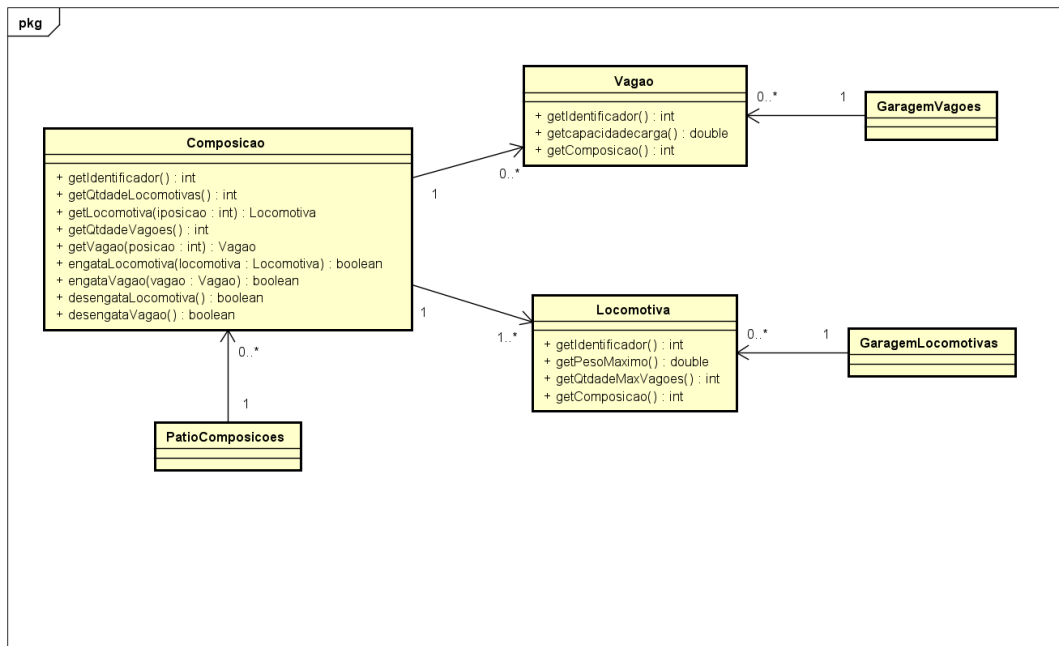 pkg
Vagao
+ getIdentificador() : int
+ getcapacidadecarga() : double
+ getComposicao() : int
0..*
1
GaragemVagoes
Composicao
+ getIdentificador() : int
+ getQtdadeLocomotivas() : int
+ getLocomotiva(iposicao : int) : Locomotiva
+ getQtdadeVagoes() : int
+ getVagao(posicao : int) : Vagao
+ engataLocomotiva(locomotiva : Locomotiva) : boolean
+ engataVagao(vagao : Vagao) : boolean
+ desengataLocomotiva() : boolean
+ desengataVagao() : boolean
1
0..*
1
1..*
Locomotiva
+ getIdentificador() : int
+ getPesoMaximo() : double
+ getQtdadeMaxVagoes() : int
+ getComposicao() : int
0..*
1
GaragemLocomotivas
0..*
1
PatioComposicoes